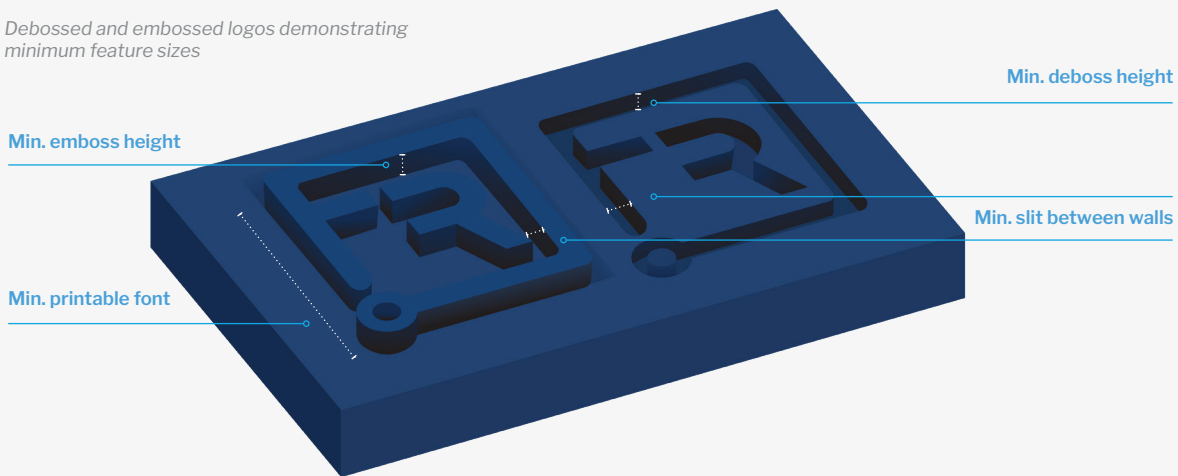 Debossed and embossed logos demonstrating
minimum feature sizes
Min. deboss height
Min. emboss height
Min. slit between walls
Min. printable font
R
R